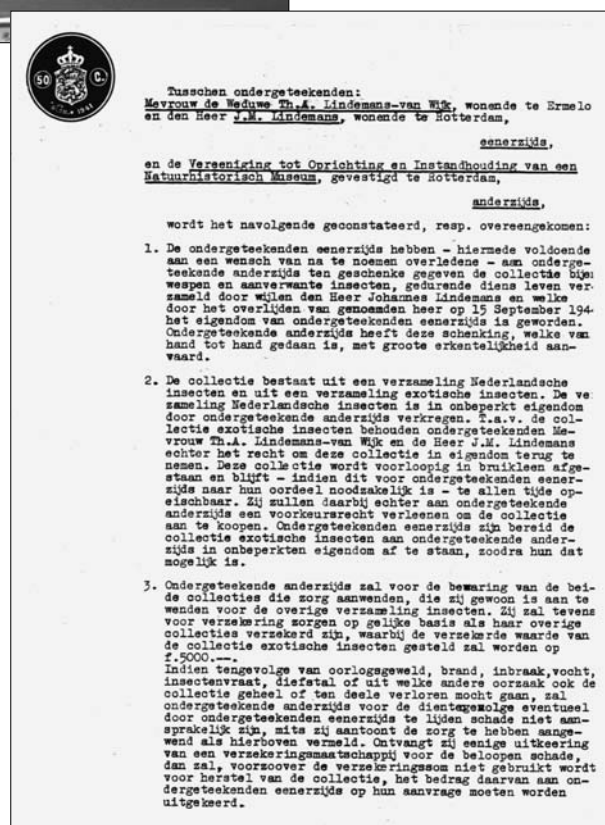 50 C.
Tusschen ondergeteekenden:
Mevrouw de Weduwe Th.A. Lindemans-van Wijk, wonende te Ermelo
en den Heer J.M. Lindemans, wonende te Rotterdam,
eenerzijds,
en de Vereeniging tot Oprichting en Instandhouding van een
Natuurhistorisch Museum, gevestigd te Rotterdam,
anderzijds,
wordt het navolgende geconstateerd, resp. overeengekomen:
1. De ondergeteekenden eenerzijds hebben - hiermede voldoende
aan een wensch van na te noemen overledene - aan onderge-
teekende anderzijds ten geschenke gegeven de collectie bijen
wespen en aanverwante insecten, gedurende diens leven ver-
zameld door wijlen den Heer Johannes Lindemans en welke
door het overlijden van genoemden heer op 15 September 194
het eigendom van ondergeteekenden eenerzijds is geworden.
Ondergeteekende anderzijds heeft deze schenking, welke van
hand tot hand gedaan is, met groote erkentelijkheid aan-
vaard.
2. De collectie bestaat uit een verzameling Nederlandsche
insecten en uit een verzameling exotische insecten. De ve
zameling Nederlandsche insecten is in onbeperkt eigendom
door ondergeteekende anderzijds verkregen. T.a.v. de col-
lectie exotische insecten behouden ondergeteekenden Me-
vrouw Th.A. Lindemans-van Wijk en de Heer J.M. Lindemans
echter het recht om deze collectie in eigendom terug te
nemen. Deze collectie wordt voorloopig in bruikleen afge-
staan en blijft - indien dit voor ondergeteekenden eener-
zijds naar hun oordeel noodzakelijk is - te allen tijde op-
eischbaar. Zij zullen daarbij echter aan ondergeteekende
anderzijds een voorkeursrecht verleenen om de collectie
aan te koopen. Ondergeteekenden eenerzijds zijn bereid de
collectie exotische insecten aan ondergeteekende ander-
zijds in onbeperkten eigendom af te staan, zoodra hun dat
mogelijk is.
3. Ondergeteekende anderzijds zal voor de bewaring van de bei-
de collecties die zorg aanwenden, die zij gewoon is aan te
wenden voor de overige verzameling insecten. Zij zal tevens
voor verzekering zorgen op gelijke basis als haar overige
collecties verzekerd zijn, waarbij de verzekerde waarde van
de collectie exotische insecten gesteld zal worden op
f.5000.--.
Indien tengevolge van oorlogsgeweld, brand, inbraak,vocht,
insectenvraat, diefstal of uit welke andere oorzaak ook de
collectie geheel of ten deele verloren mocht gaan, zal
ondergeteekende anderzijds voor de dientengevolge eventueel
door ondergeteekenden eenerzijds te lijden schade niet aan-
sprakelijk zijn, mits zij aantoont de zorg te hebben aange-
wend als hierboven vermeld. Ontvangt zij eenige uitkeering
van een verzekeringsmaatschappij voor de beloopen schade,
dan zal, voorzoover de verzekeringssom niet gebruikt wordt
voor herstel van de collectie, het bedrag daarvan aan on-
dergeteekenden eenerzijds op hun aanvrage moeten worden
uitgekeerd.